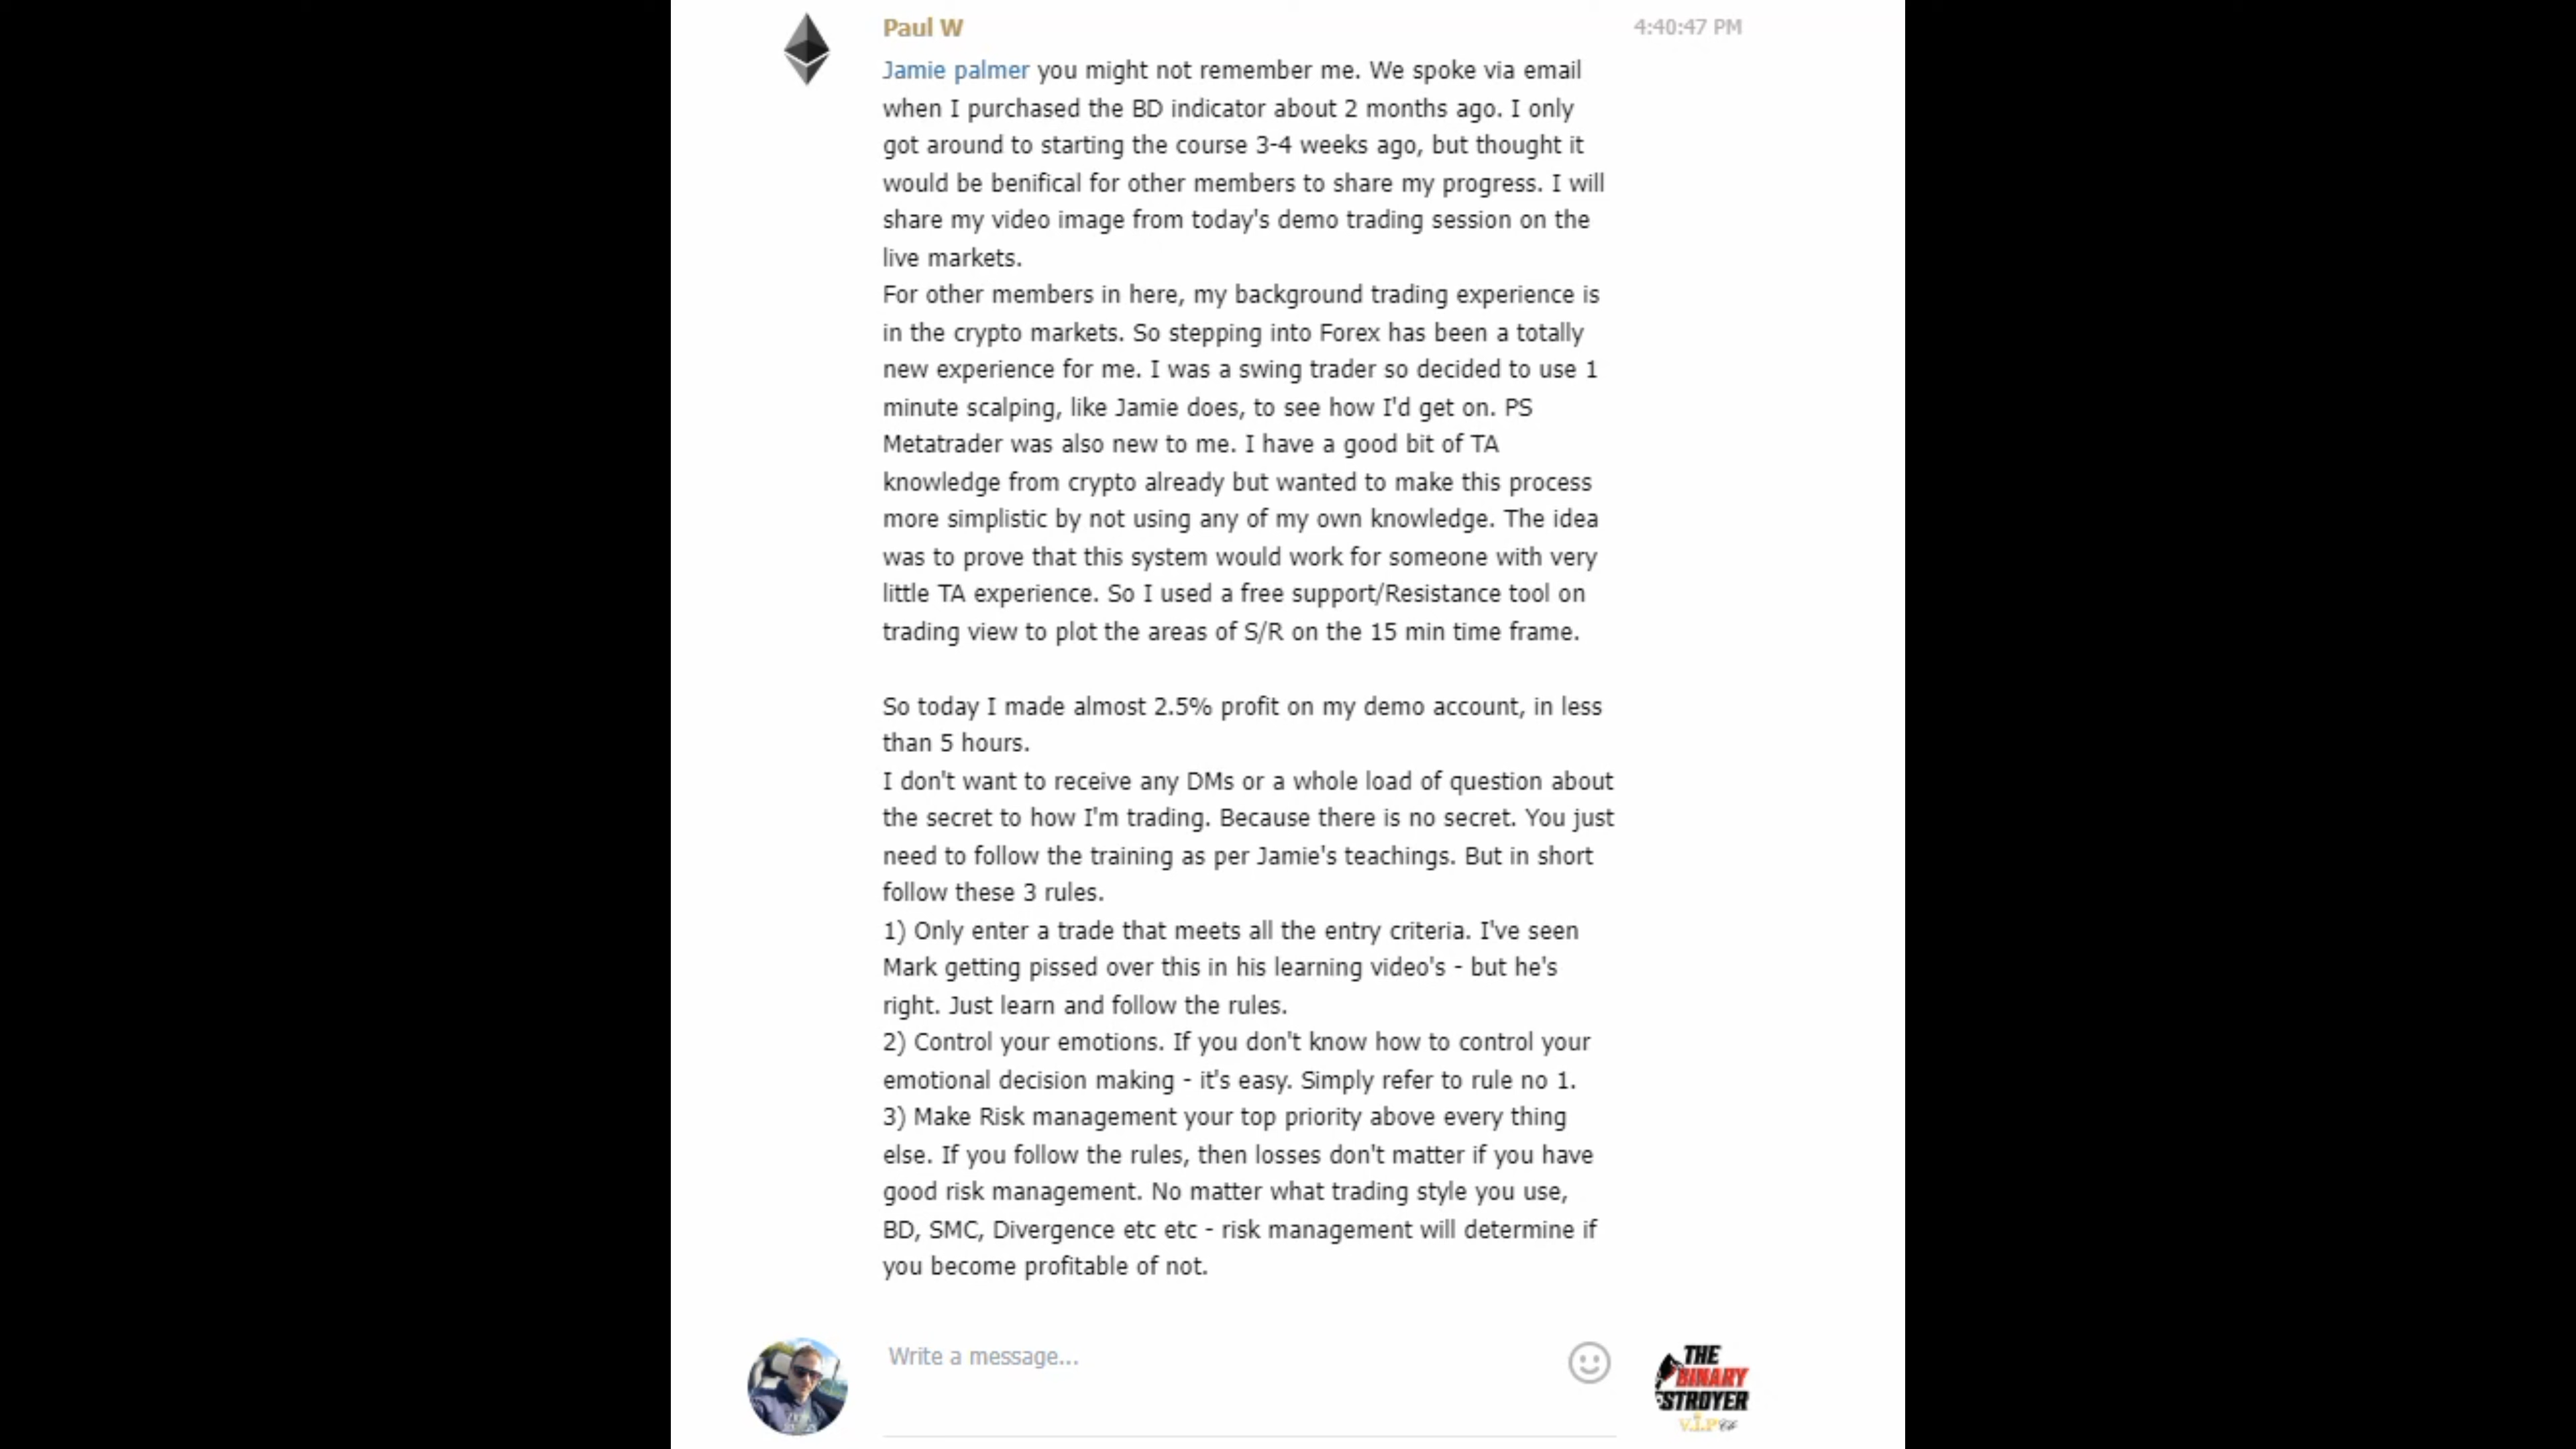 Paul W
4:40:47 PM
Jamie palmer you might not remember me. We spoke via email
when I purchased the BD indicator about 2 months ago. I only
got around to starting the course 3-4 weeks ago, but thought it
would be benifical for other members to share my progress. I will
share my video image from today's demo trading session on the
live markets.
For other members in here, my background trading experience is
in the crypto markets. So stepping into Forex has been a totally
new experience for me. I was a swing trader so decided to use 1
minute scalping, like Jamie does, to see how I'd get on. PS
Metatrader was also new to me. I have a good bit of TA
knowledge from crypto already but wanted to make this process
more simplistic by not using any of my own knowledge. The idea
was to prove that this system would work for someone with very
little TA experience. So I used a free support/Resistance tool on
trading view to plot the areas of S/R on the 15 min time frame.
So today I made almost 2.5% profit on my demo account, in less
than 5 hours.
I don't want to receive any DMs or a whole load of question about
the secret to how I'm trading. Because there is no secret. You just
need to follow the training as per Jamie's teachings. But in short
follow these 3 rules.
1) Only enter a trade that meets all the entry criteria. I've seen
Mark getting pissed over this in his learning video's - but he's
right. Just learn and follow the rules.
2) Control your emotions. If you don't know how to control your
emotional decision making - it's easy. Simply refer to rule no 1.
3) Make Risk management your top priority above every thing
else. If you follow the rules, then losses don't matter if you have
good risk management. No matter what trading style you use,
BD, SMC, Divergence etc etc - risk management will determine if
you become profitable of not.
Write a message...
THE
BINARY
ESTROYER
V.I.P